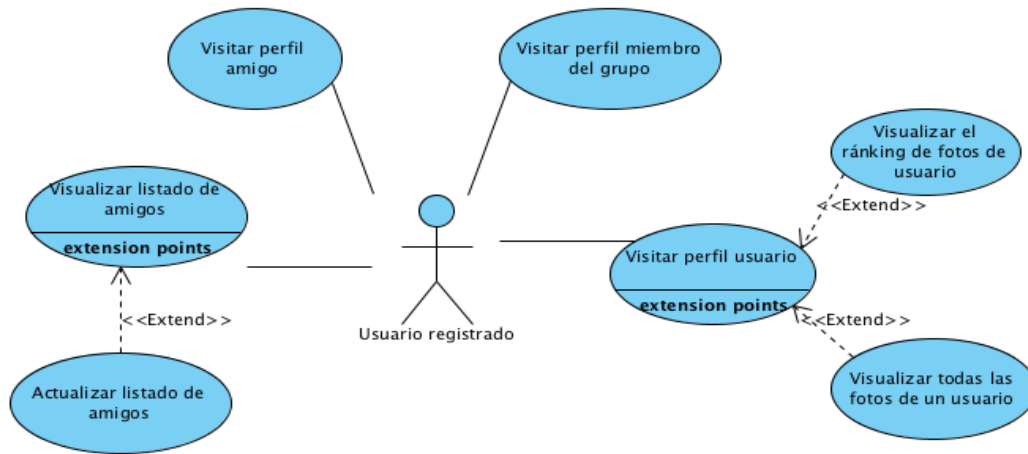 Visitar perfil
amigo
Visitar perfil miembro
del grupo
Visualizar el
ránking de fotos de
usuario
<<Extend>>
Visualizar listado de
amigos
extension points
<<Extend>>
Actualizar listado de
amigos
Usuario registrado
Visitar perfil usuario
extension points
<<Extend>>
Visualizar todas las
fotos de un usuario